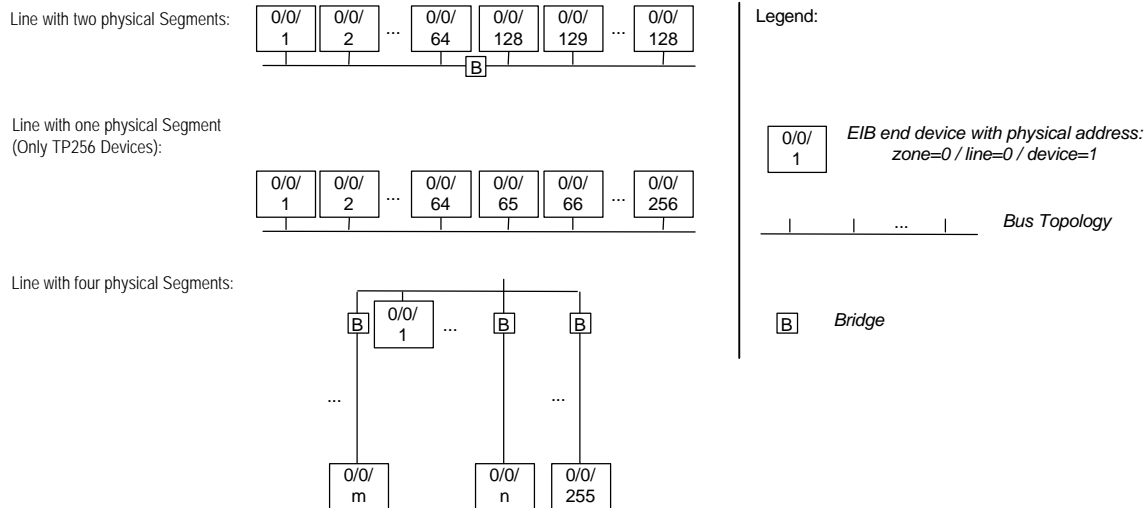 Line with two physical Segments:
0/0/
1
0/0/
2
...
0/0/
64
0/0/
128
0/0/
129
...
0/0/
128
B
Line with one physical Segment
(Only TP256 Devices):
0/0/
1
0/0/
2
...
0/0/
64
0/0/
65
0/0/
66
...
0/0/
256
Line with four physical Segments:
B
0/0/
1
...
B
B
...
...
0/0/
m
0/0/
n
0/0/
255
Legend:
0/0/
1
EIB end device with physical address:
zone=0 / line=0 / device=1
...
Bus Topology
B
Bridge